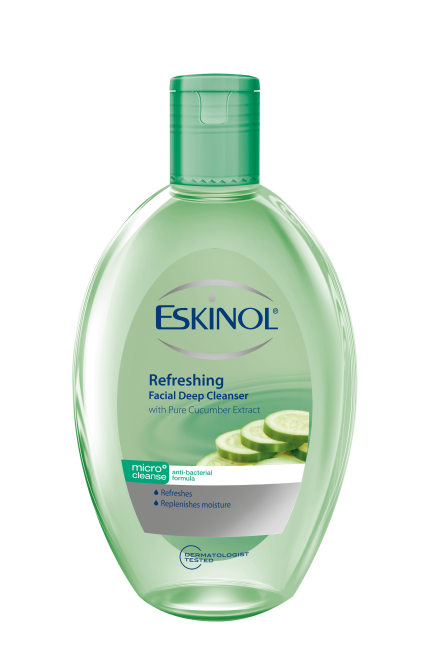 ESKINOL®
Refreshing
Facial Deep Cleanser
with Pure Cucumber Extract
micro°
cleanse
anti-bacterial
formula
Refreshes
Replenishes moisture
DERMATOLOGIST
TESTED